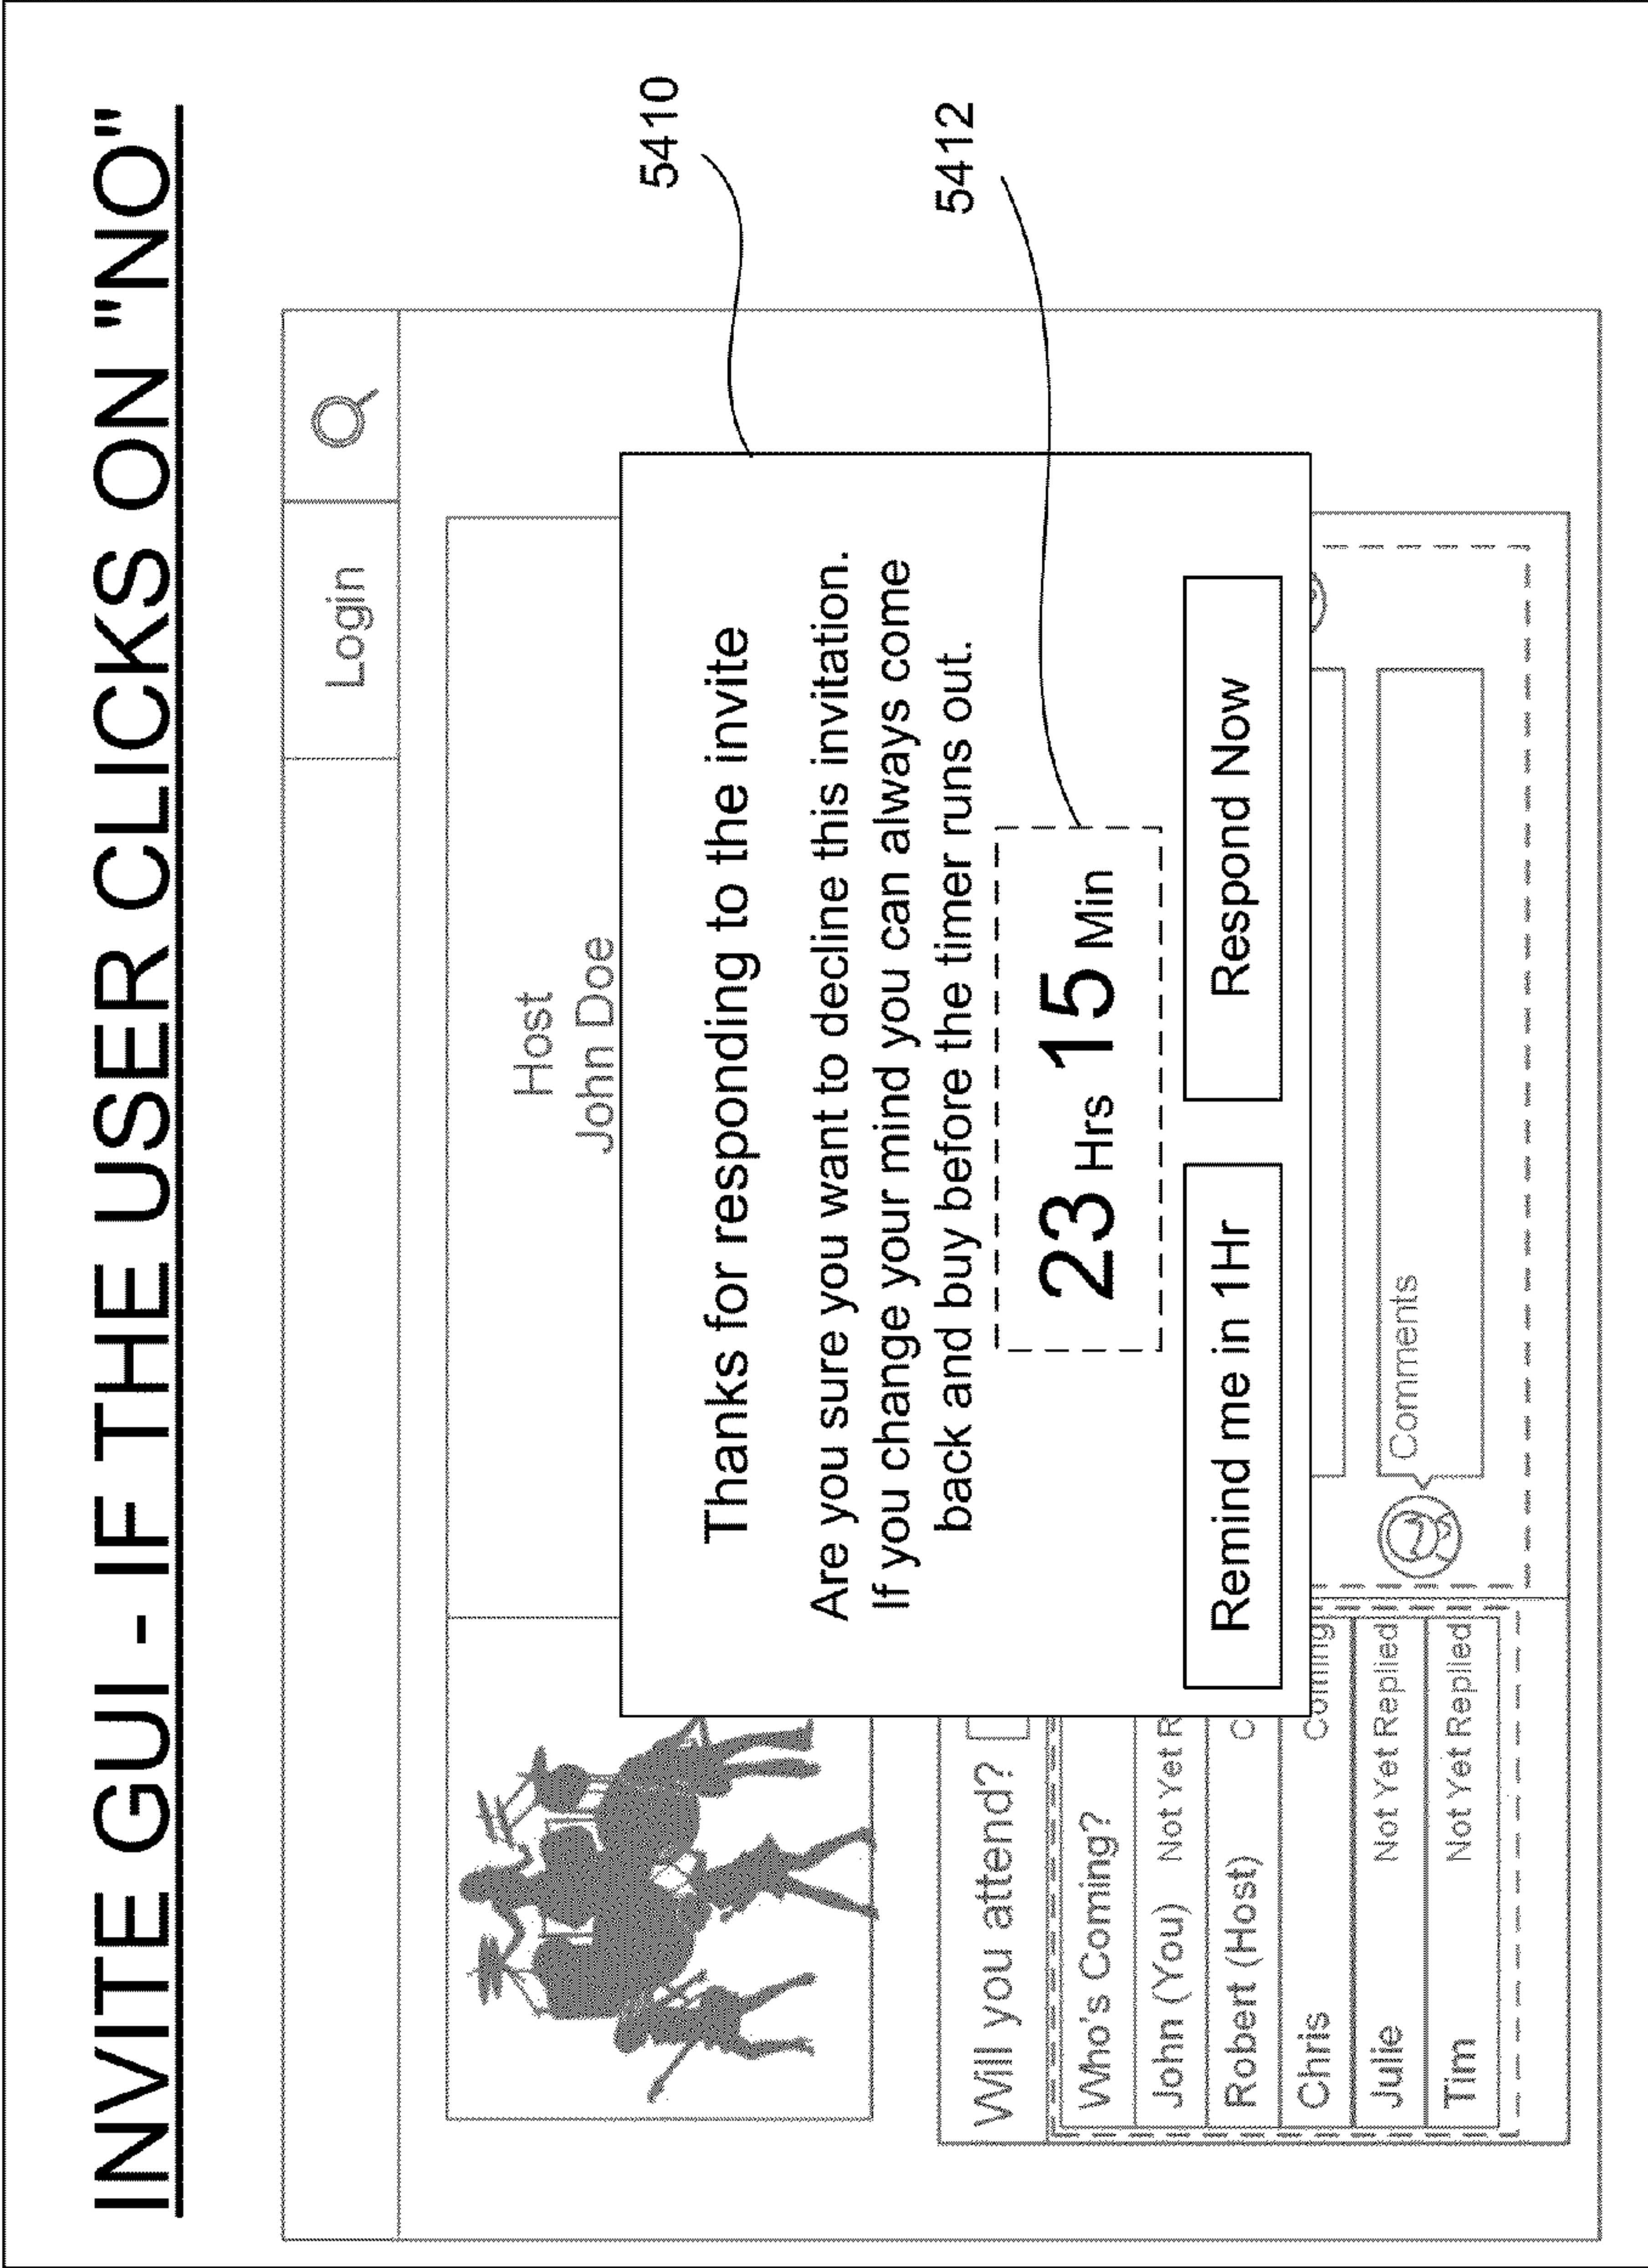 INVITE GUI - IF THE USER CLICKS ON "NO"
Login
Host
John Doe
5410
Thanks for responding to the invite
Are you sure you want to decline this invitation.
If you change your mind you can always come
back and buy before the timer runs out.
5412
23 Hrs 15 Min
Remind me in 1Hr
Respond Now
Will you attend?
Who's Coming?
John (You) Not Yet R
Robert (Host) C
Chris Coming
Julie Not Yet Replied
Tim Not Yet Replied
Comments